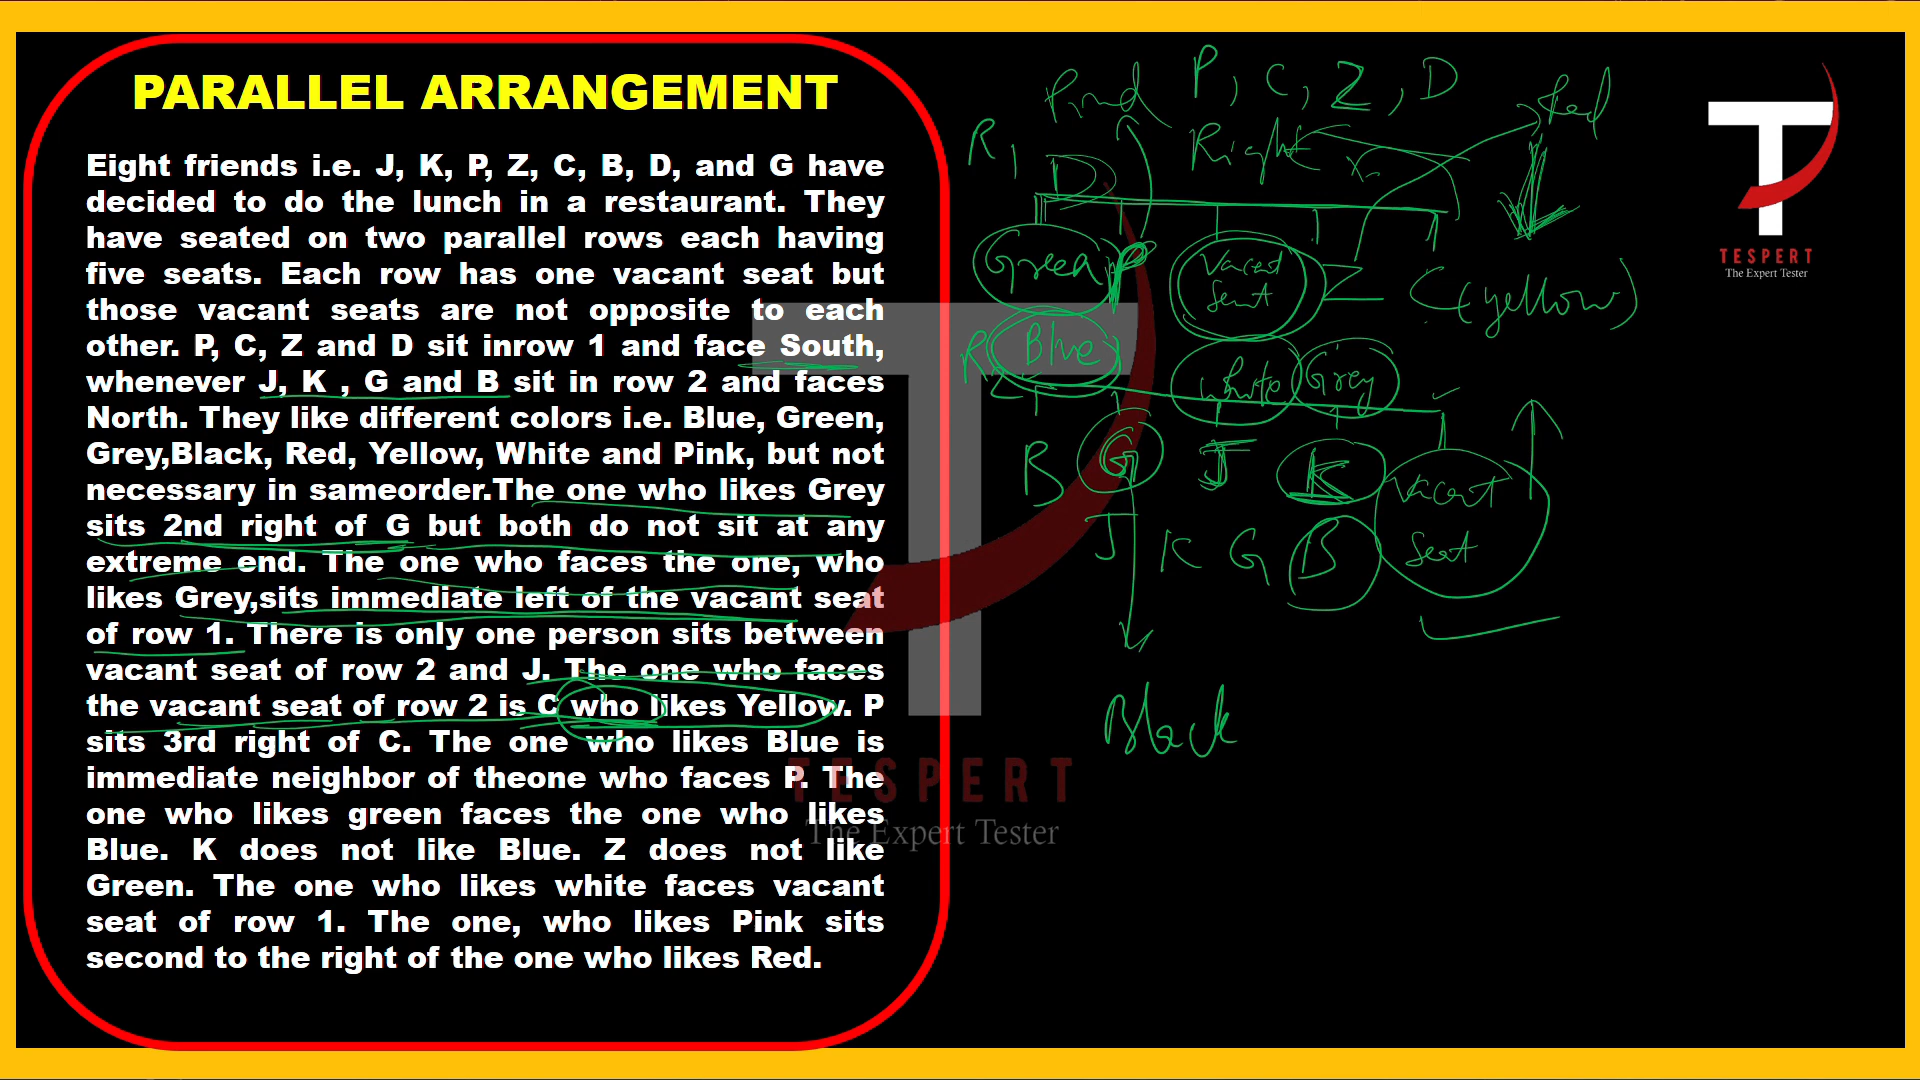 PARALLEL ARRANGEMENT
Eight friends i.e. J, K, P, Z, C, B, D, and G have
decided to do the lunch in a restaurant. They
have seated on two parallel rows each having
five seats. Each row has one vacant seat but
those vacant seats are not opposite to each
other. P, C, Z and D sit inrow 1 and face South,
whenever J, K , G and B sit in row 2 and faces
North. They like different colors i.e. Blue, Green,
Grey,Black, Red, Yellow, White and Pink, but not
necessary in sameorder.The one who likes Grey
sits 2nd right of G but both do not sit at any
extreme end. The one who faces the one, who
likes Grey,sits immediate left of the vacant seat
of row 1. There is only one person sits between
vacant seat of row 2 and J. The one who faces
the vacant seat of row 2 is C who likes Yellow. P
sits 3rd right of C. The one who likes Blue is
immediate neighbor of theone who faces P. The
one who likes green faces the one who likes
Blue. K does not like Blue. Z does not like
Green. The one who likes white faces vacant
seat of row 1. The one, who likes Pink sits
second to the right of the one who likes Red.
Pink P, C, Z, D Red
R1 Right
D
Green P Vacant Seat Z C (yellow)
R2 Blue white Grey
B G J K Vacant Seat
J K G B
Black
TESPERT
The Expert Tester
TESPERT
The Expert Tester